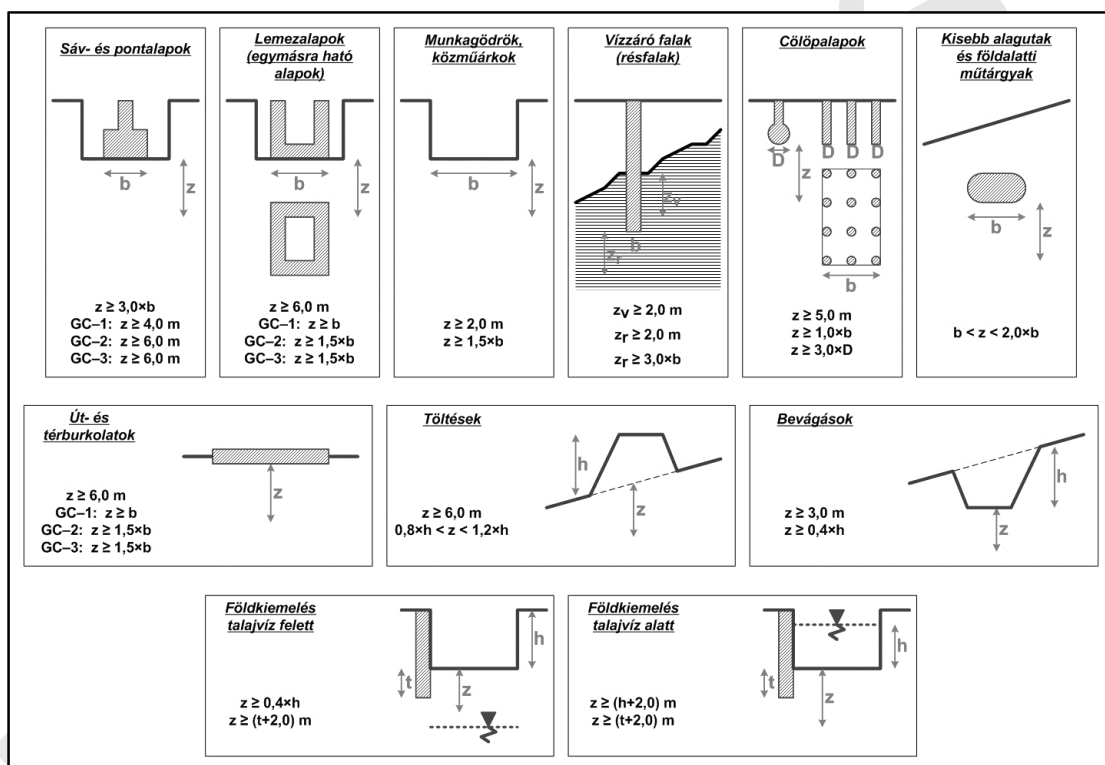 Sáv- és pontalapok
b
z
z ≥ 3,0×b
GC–1: z ≥ 4,0 m
GC–2: z ≥ 6,0 m
GC–3: z ≥ 6,0 m
Lemezalapok
(egymásra ható
alapok)
b
z
z ≥ 6,0 m
GC–1: z ≥ b
GC–2: z ≥ 1,5×b
GC–3: z ≥ 1,5×b
Munkagödrök,
közműárkok
b
z
z ≥ 2,0 m
z ≥ 1,5×b
Vízzáró falak
(résfalak)
zv
b
zr
zv ≥ 2,0 m
zr ≥ 2,0 m
zr ≥ 3,0×b
Cölöpalapok
D
D D D
z
b
z ≥ 5,0 m
z ≥ 1,0×b
z ≥ 3,0×D
Kisebb alagutak
és földalatti
műtárgyak
b
z
b < z < 2,0×b
Út- és
térburkolatok
z
z ≥ 6,0 m
GC–1: z ≥ b
GC–2: z ≥ 1,5×b
GC–3: z ≥ 1,5×b
Töltések
h
z
z ≥ 6,0 m
0,8×h < z < 1,2×h
Bevágások
h
z
z ≥ 3,0 m
z ≥ 0,4×h
Földkiemelés
talajvíz felett
h
t
z
z ≥ 0,4×h
z ≥ (t+2,0) m
Földkiemelés
talajvíz alatt
h
t
z
z ≥ (h+2,0) m
z ≥ (t+2,0) m